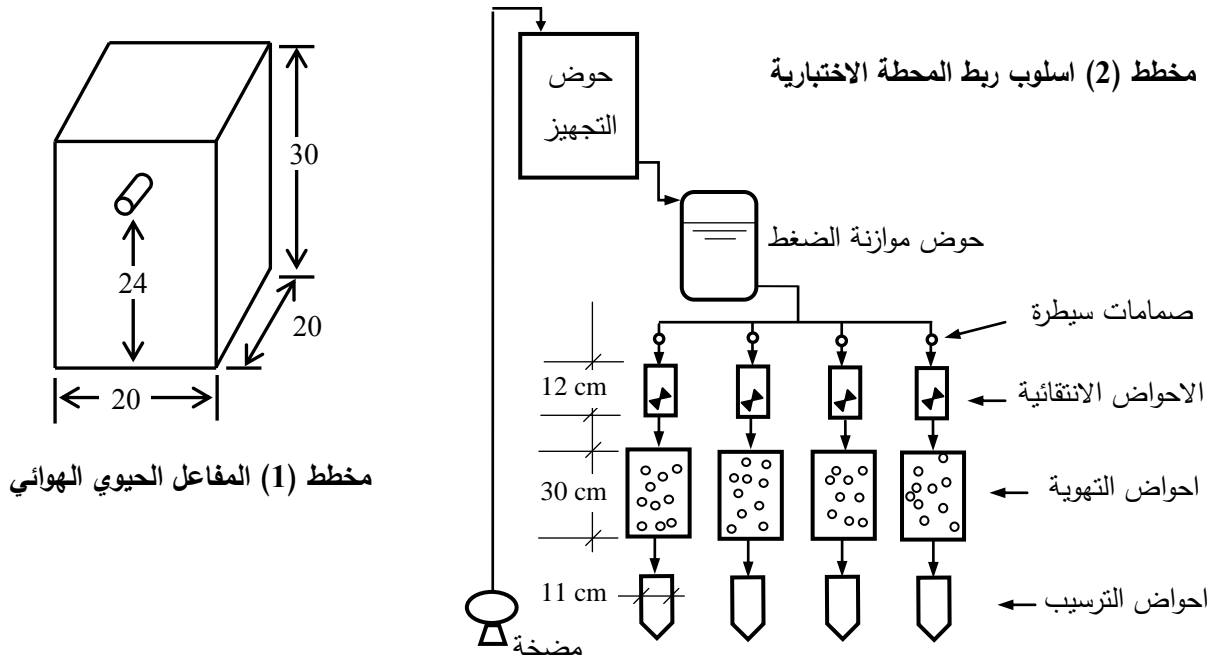 30
24
20
20
مخطط (1) المفاعل الحيوي الهوائي
مخطط (2) اسلوب ربط المحطة الاختبارية
حوض
التجهيز
حوض موازنة الضغط
صمامات سيطرة
12 cm
الاحواض الانتقائية
30 cm
احواض التهوية
11 cm
احواض الترسيب
مضخة